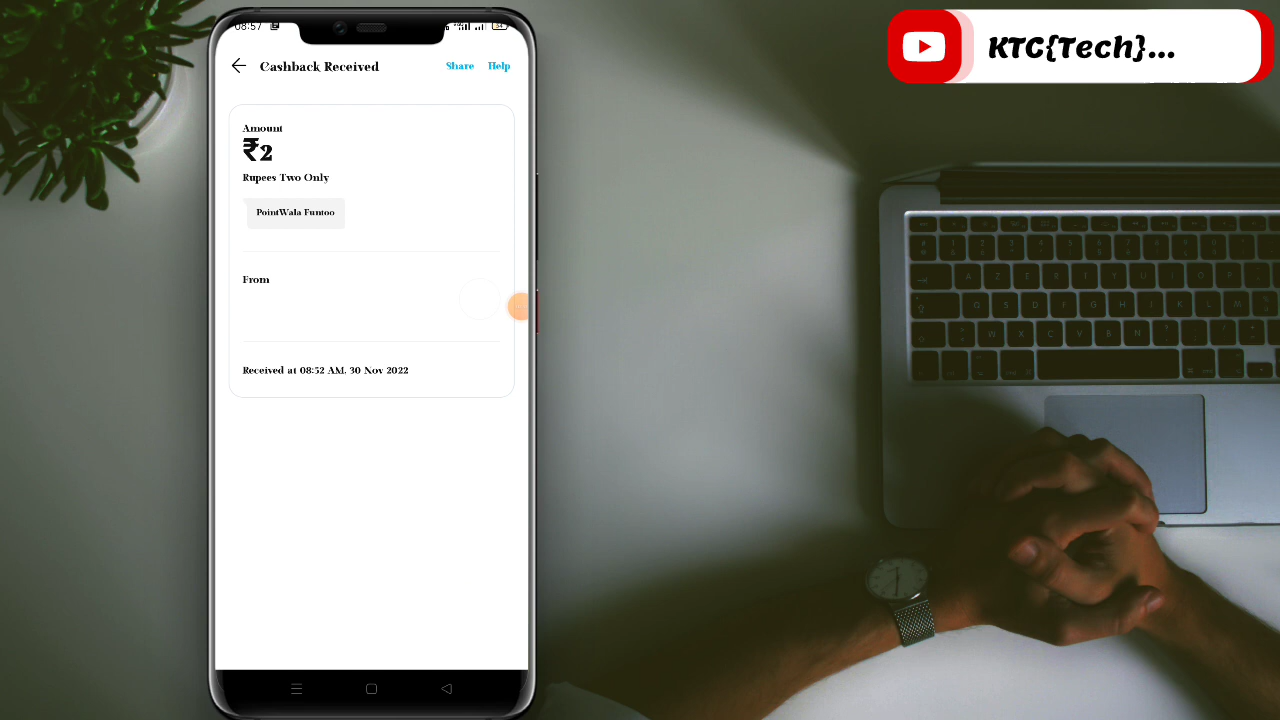 08:57
Cashback Received
Share Help
Amount
₹2
Rupees Two Only
PointWala Funtoo
From
Received at 08:52 AM, 30 Nov 2022
KTC{Tech}...